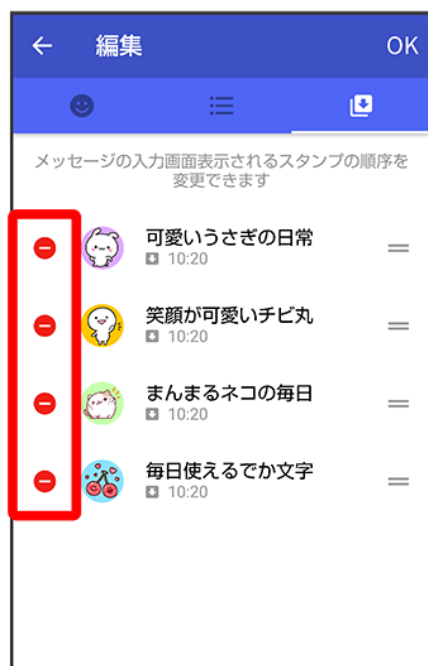 編集 OK
メッセージの入力画面表示されるスタンプの順序を
変更できます
可愛いうさぎの日常
10:20
笑顔が可愛いチビ丸
10:20
まんまるネコの毎日
10:20
毎日使えるでか文字
10:20